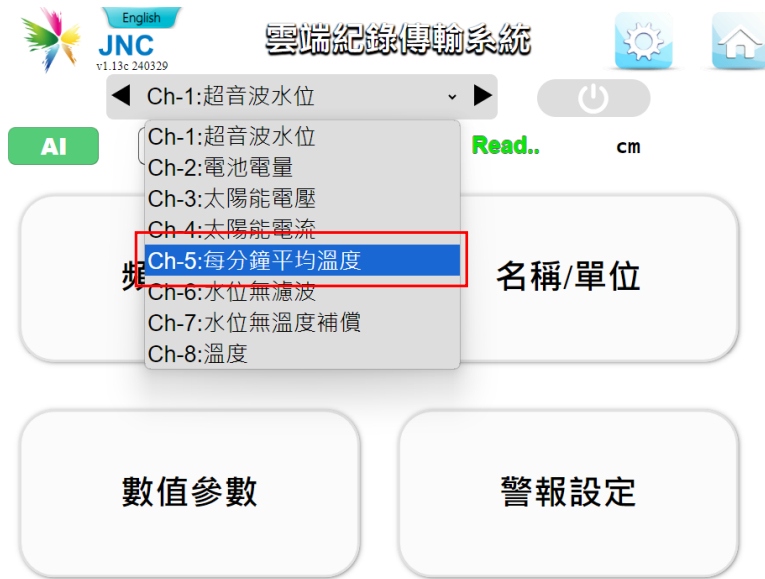 English
JNC
v1.13c 240329
雲端紀錄傳輸系統
Ch-1:超音波水位
AI
Read..
cm
Ch-1:超音波水位
Ch-2:電池電量
Ch-3:太陽能電壓
Ch-4:太陽能電流
Ch-5:每分鐘平均溫度
Ch-6:水位無濾波
Ch-7:水位無溫度補償
Ch-8:溫度
名稱/單位
數值參數
警報設定